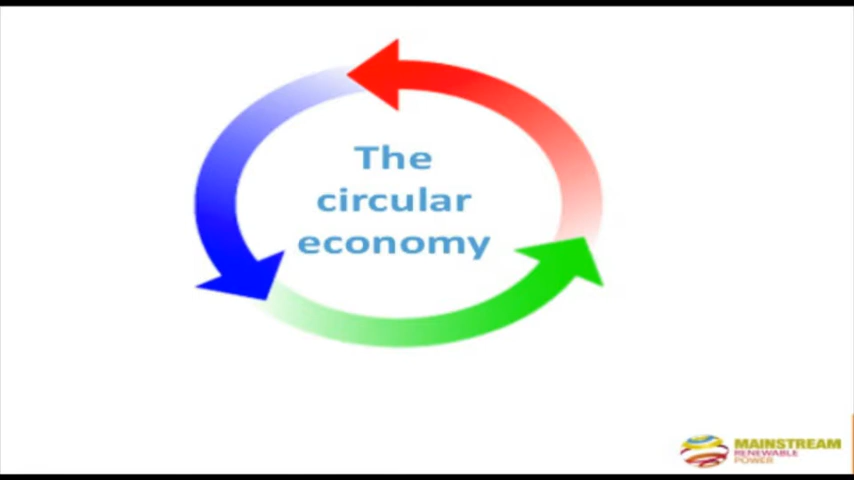 The
circular
economy
MAINSTREAM
RENEWABLE
POWER